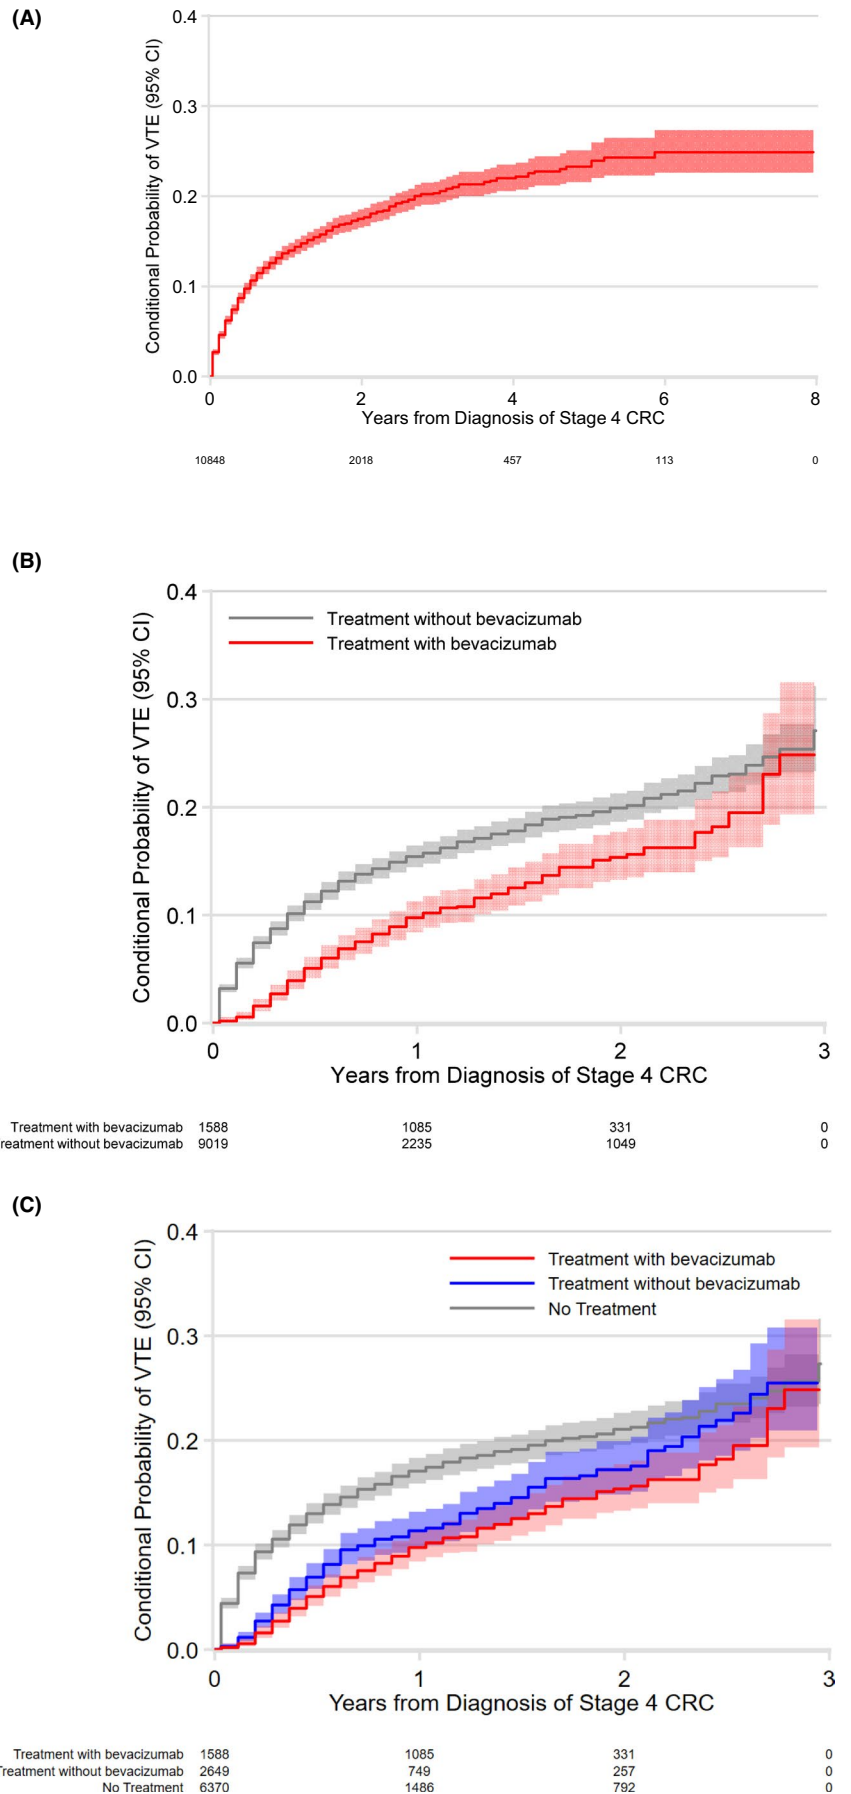 (A)
Conditional Probability of VTE (95% CI)
0.4
0.3
0.2
0.1
0.0
0 2 4 6 8
Years from Diagnosis of Stage 4 CRC
10848 2018 457 113 0
(B)
Conditional Probability of VTE (95% CI)
0.4
0.3
0.2
0.1
0.0
Treatment without bevacizumab
Treatment with bevacizumab
0 1 2 3
Years from Diagnosis of Stage 4 CRC
Treatment with bevacizumab 1588 1085 331 0
reatment without bevacizumab 9019 2235 1049 0
(C)
Conditional Probability of VTE (95% CI)
0.4
0.3
0.2
0.1
0.0
Treatment with bevacizumab
Treatment without bevacizumab
No Treatment
0 1 2 3
Years from Diagnosis of Stage 4 CRC
Treatment with bevacizumab 1588 1085 331 0
Treatment without bevacizumab 2649 749 257 0
No Treatment 6370 1486 792 0